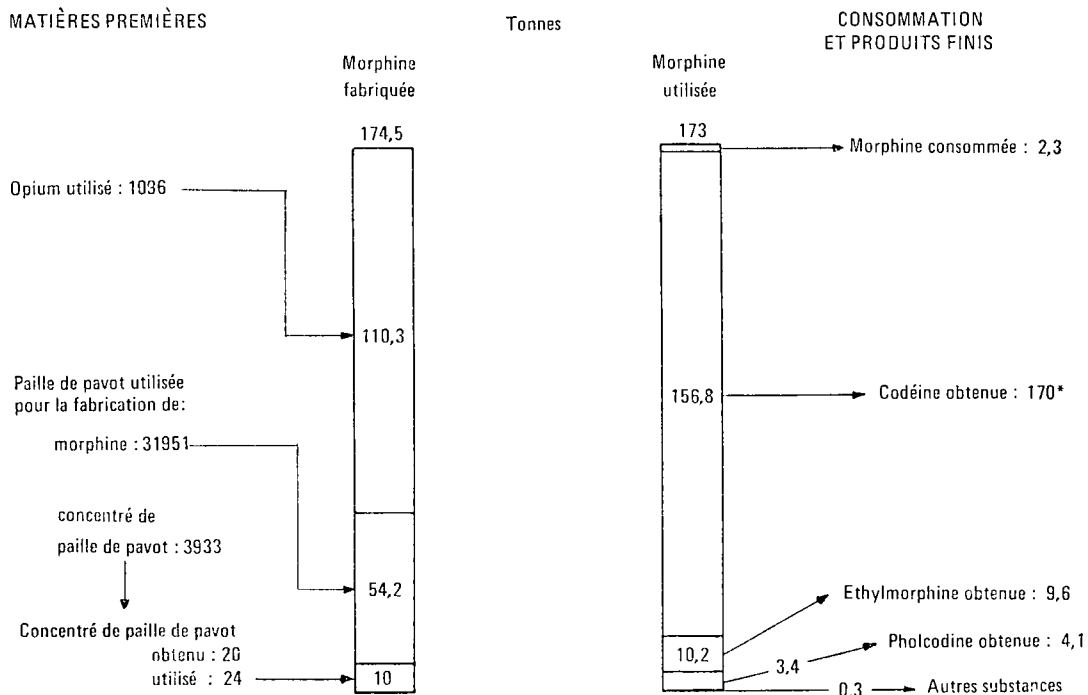 MATIÈRES PREMIÈRES
Tonnes
CONSOMMATION
ET PRODUITS FINIS
Morphine
fabriquée
174,5
Morphine
utilisée
173
Morphine consommée : 2,3
Opium utilisé : 1036
110,3
Paille de pavot utilisée
pour la fabrication de:
morphine : 31951
156,8
Codéine obtenue : 170*
concentré de
paille de pavot : 3933
54,2
Ethylmorphine obtenue : 9,6
Concentré de paille de pavot
obtenu : 20
utilisé : 24
10
10,2
3,4
Pholcodine obtenue : 4,1
0,3
Autres substances